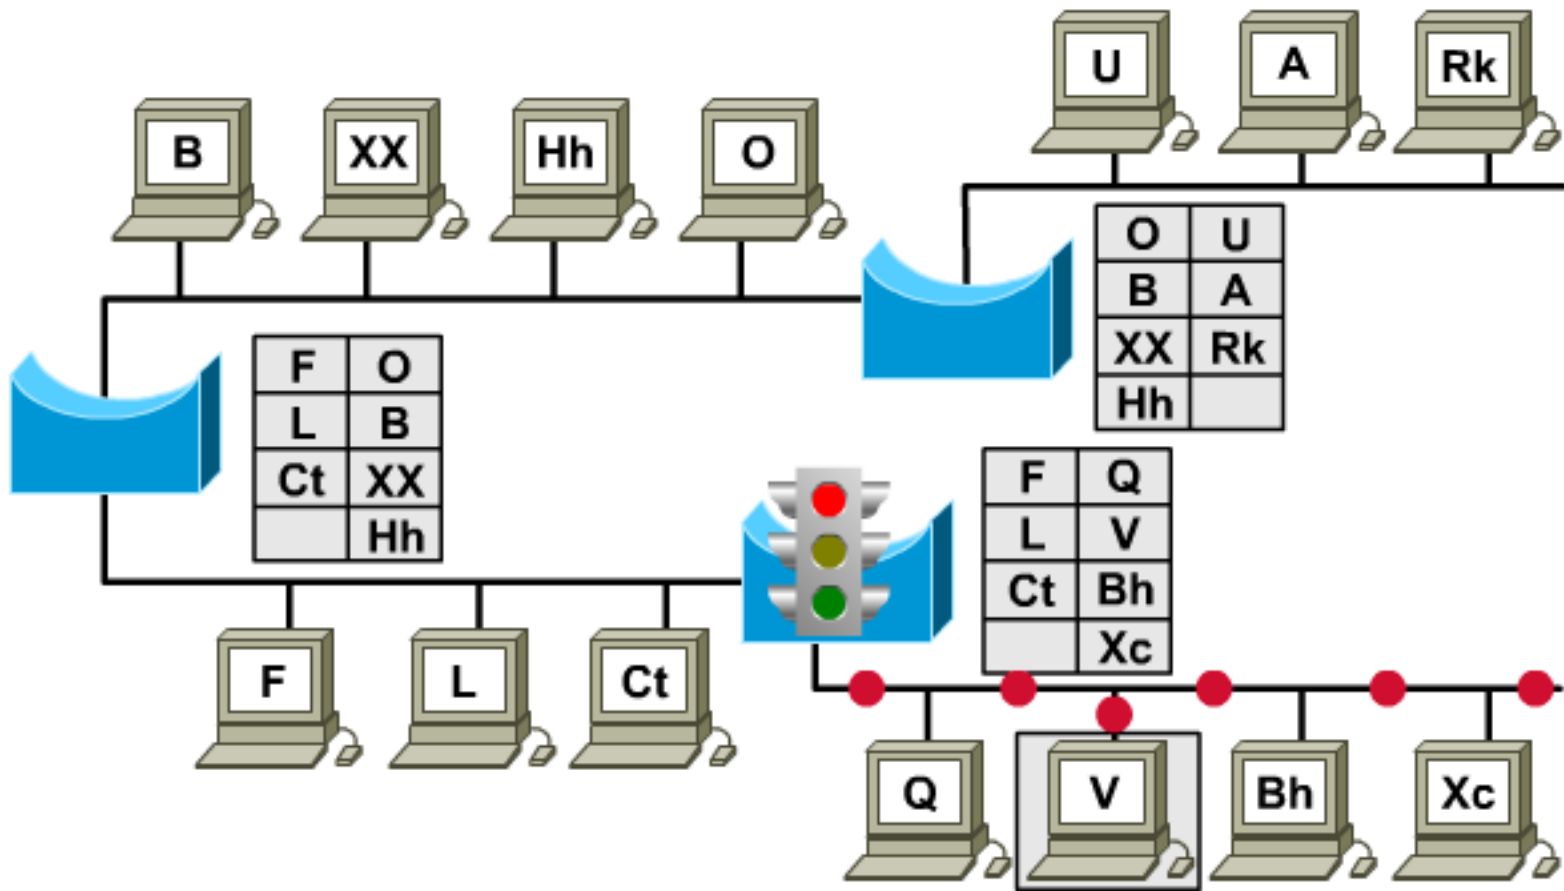 U A Rk
B XX Hh O
O U
B A
XX Rk
Hh
F O
L B
Ct XX
Hh
F Q
L V
Ct Bh
Xc
F L Ct
Q V Bh Xc